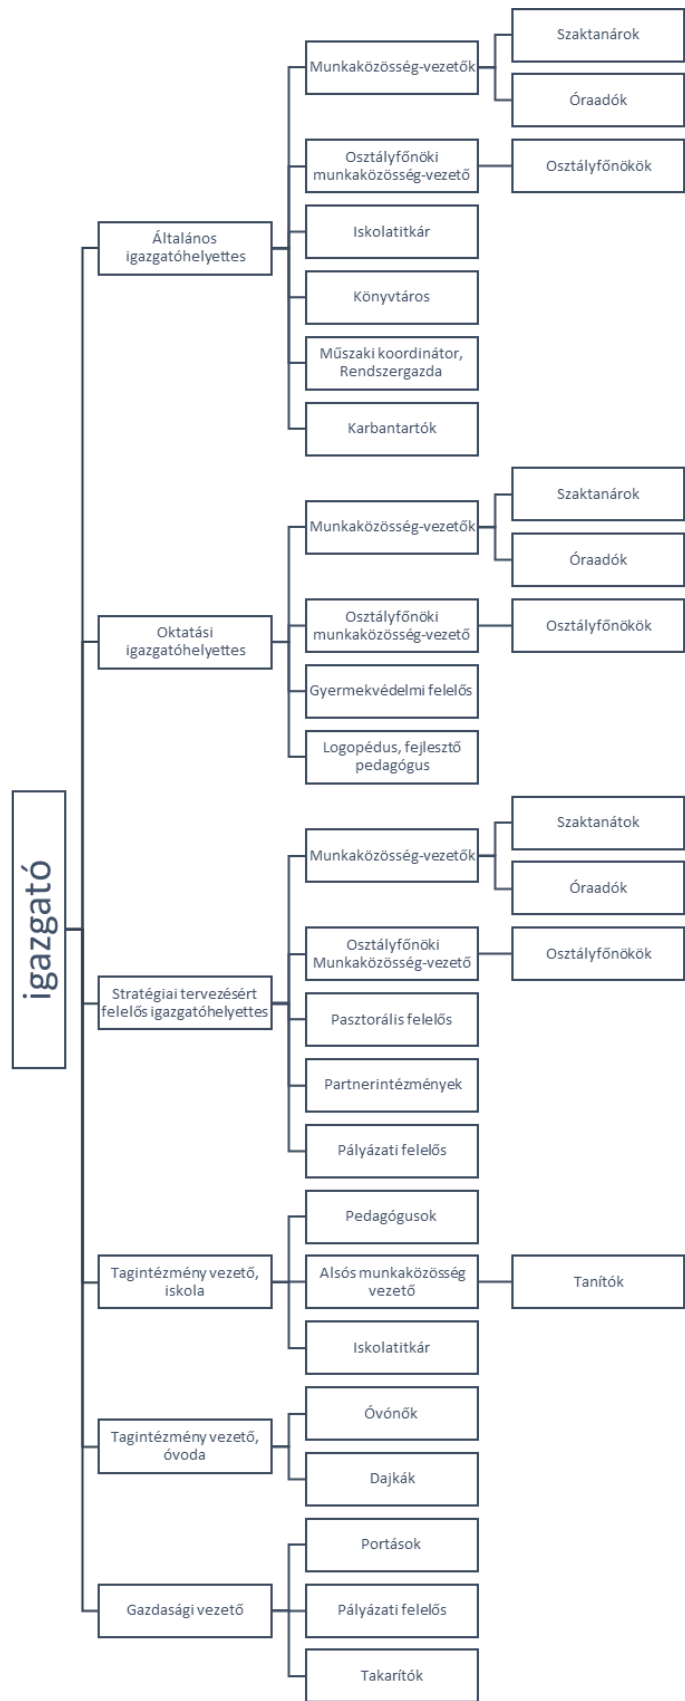 igazgató
Általános
igazgatóhelyettes
Munkaközösség-vezetők
Szaktanárok
Óraadók
Osztályfőnöki
munkaközösség-vezető
Osztályfőnökök
Iskolatitkár
Könyvtáros
Műszaki koordinátor,
Rendszergazda
Karbantartók
Oktatási
igazgatóhelyettes
Munkaközösség-vezetők
Szaktanárok
Óraadók
Osztályfőnöki
munkaközösség-vezető
Osztályfőnökök
Gyermekvédelmi felelős
Logopédus, fejlesztő
pedagógus
Stratégiai tervezésért
felelős igazgatóhelyettes
Munkaközösség-vezetők
Szaktanátok
Óraadók
Osztályfőnöki
Munkaközösség-vezető
Osztályfőnökök
Pasztorális felelős
Partnerintézmények
Pályázati felelős
Tagintézmény vezető,
iskola
Pedagógusok
Alsós munkaközösség
vezető
Tanítók
Iskolatitkár
Tagintézmény vezető,
óvoda
Óvónők
Dajkák
Gazdasági vezető
Portások
Pályázati felelős
Takarítók